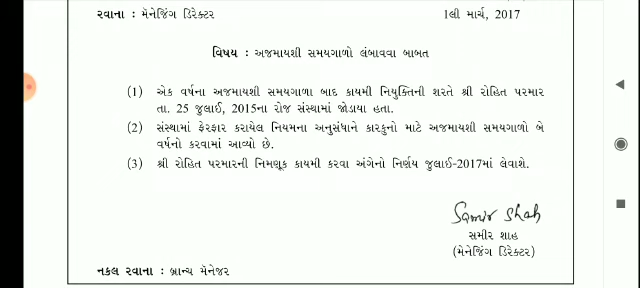 રવાના : મૅનેજિંગ ડિરેક્ટર 1લી માર્ચ, 2017
વિષય : અજમાયશી સમયગાળો લંબાવવા બાબત
(1) એક વર્ષના અજમાયશી સમયગાળા બાદ કાયમી નિયુક્તિની શરતે શ્રી રોહિત પરમાર
તા. 25 જુલાઈ, 2015ના રોજ સંસ્થામાં જોડાયા હતા.
(2) સંસ્થામાં ફેરફાર કરાયેલ નિયમના અનુસંધાને કારકુનો માટે અજમાયશી સમયગાળો બે
વર્ષનો કરવામાં આવ્યો છે.
(3) શ્રી રોહિત પરમારની નિમણૂક કાયમી કરવા અંગેનો નિર્ણય જુલાઈ-2017માં લેવાશે.
Samir Shah
સમીર શાહ
(મૅનેજિંગ ડિરેક્ટર)
નકલ રવાના : બ્રાન્ચ મૅનેજર